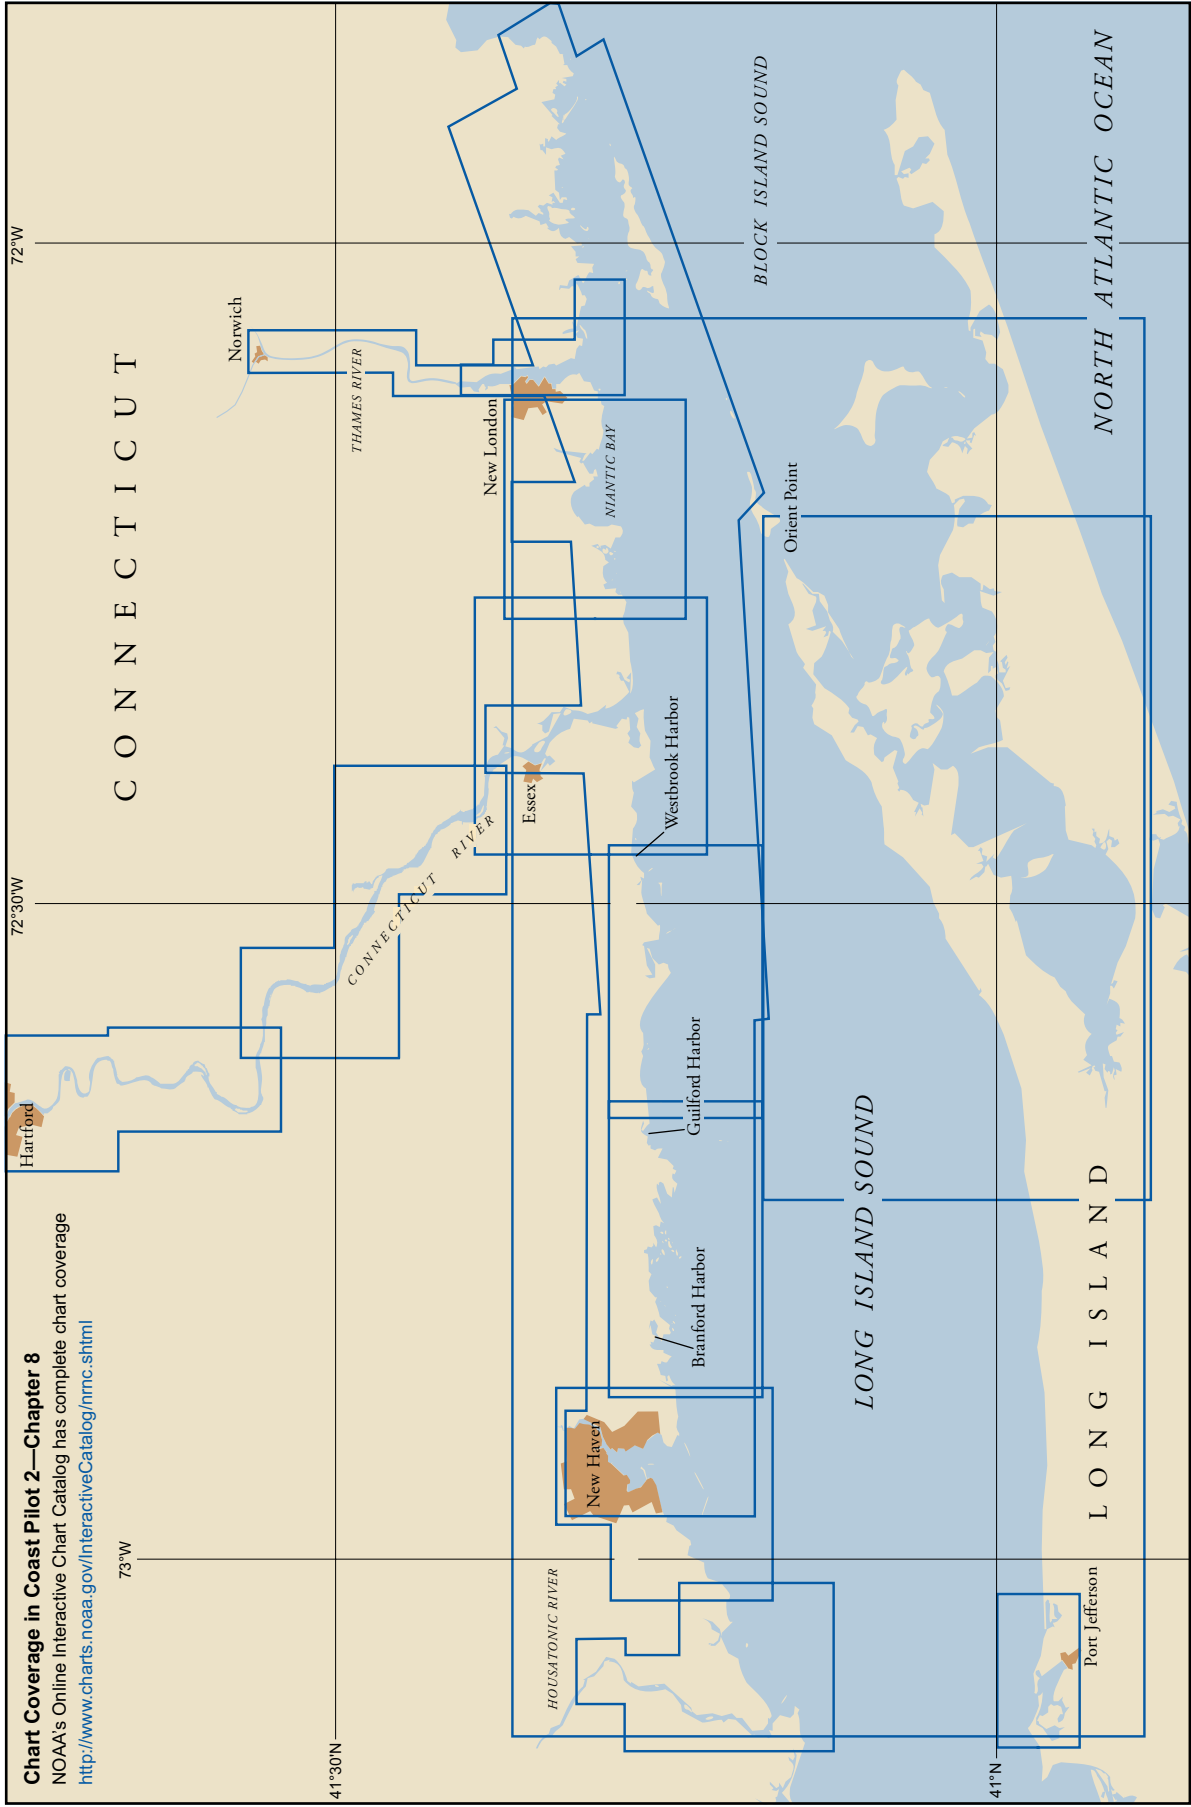 Chart Coverage in Coast Pilot 2—Chapter 8
NOAA's Online Interactive Chart Catalog has complete chart coverage
http://www.charts.noaa.gov/InteractiveCatalog/nrnc.shtml
73°W
72°30'W
72°W
41°30'N
41°N
CONNECTICUT
Hartford
Norwich
THAMES RIVER
CONNECTICUT RIVER
New London
Essex
NIANTIC BAY
HOUSATONIC RIVER
New Haven
Branford Harbor
Guilford Harbor
Westbrook Harbor
Orient Point
BLOCK ISLAND SOUND
LONG ISLAND SOUND
Port Jefferson
LONG ISLAND
NORTH ATLANTIC OCEAN